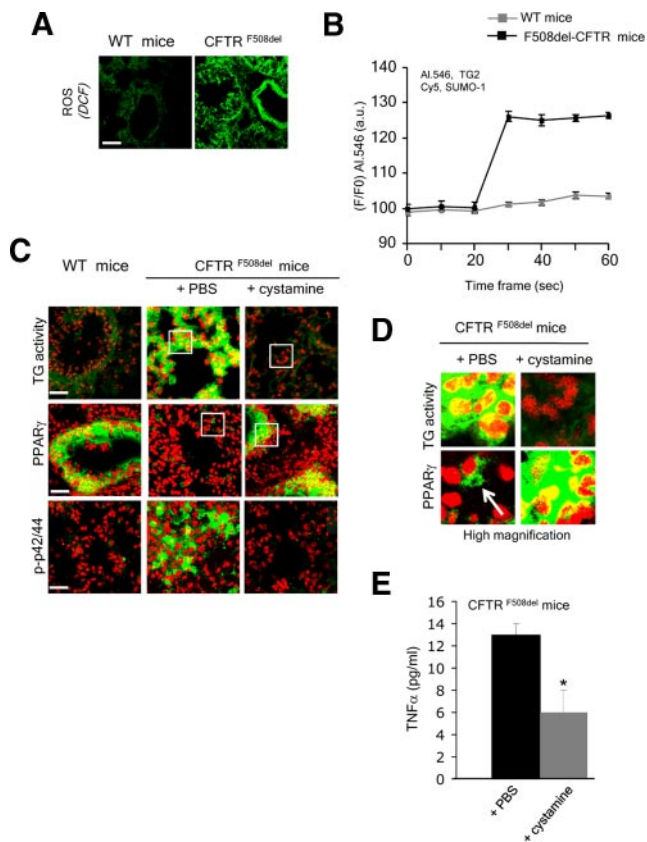 A
WT mice
CFTR F508del
ROS
(DCF)
B
WT mice
F508del-CFTR mice
Al.546, TG2
Cy5, SUMO-1
(F/F0) Al.546 (a.u.)
140
130
120
110
100
90
0
20
40
60
Time frame (sec)
C
WT mice
CFTR F508del mice
+ PBS
+ cystamine
TG activity
PPARγ
p-p42/44
D
CFTR F508del mice
+ PBS
+ cystamine
TG activity
PPARγ
High magnification
E
CFTR F508del mice
TNFα (pg/ml)
16
14
12
10
8
6
4
2
0
*
+ PBS
+ cystamine